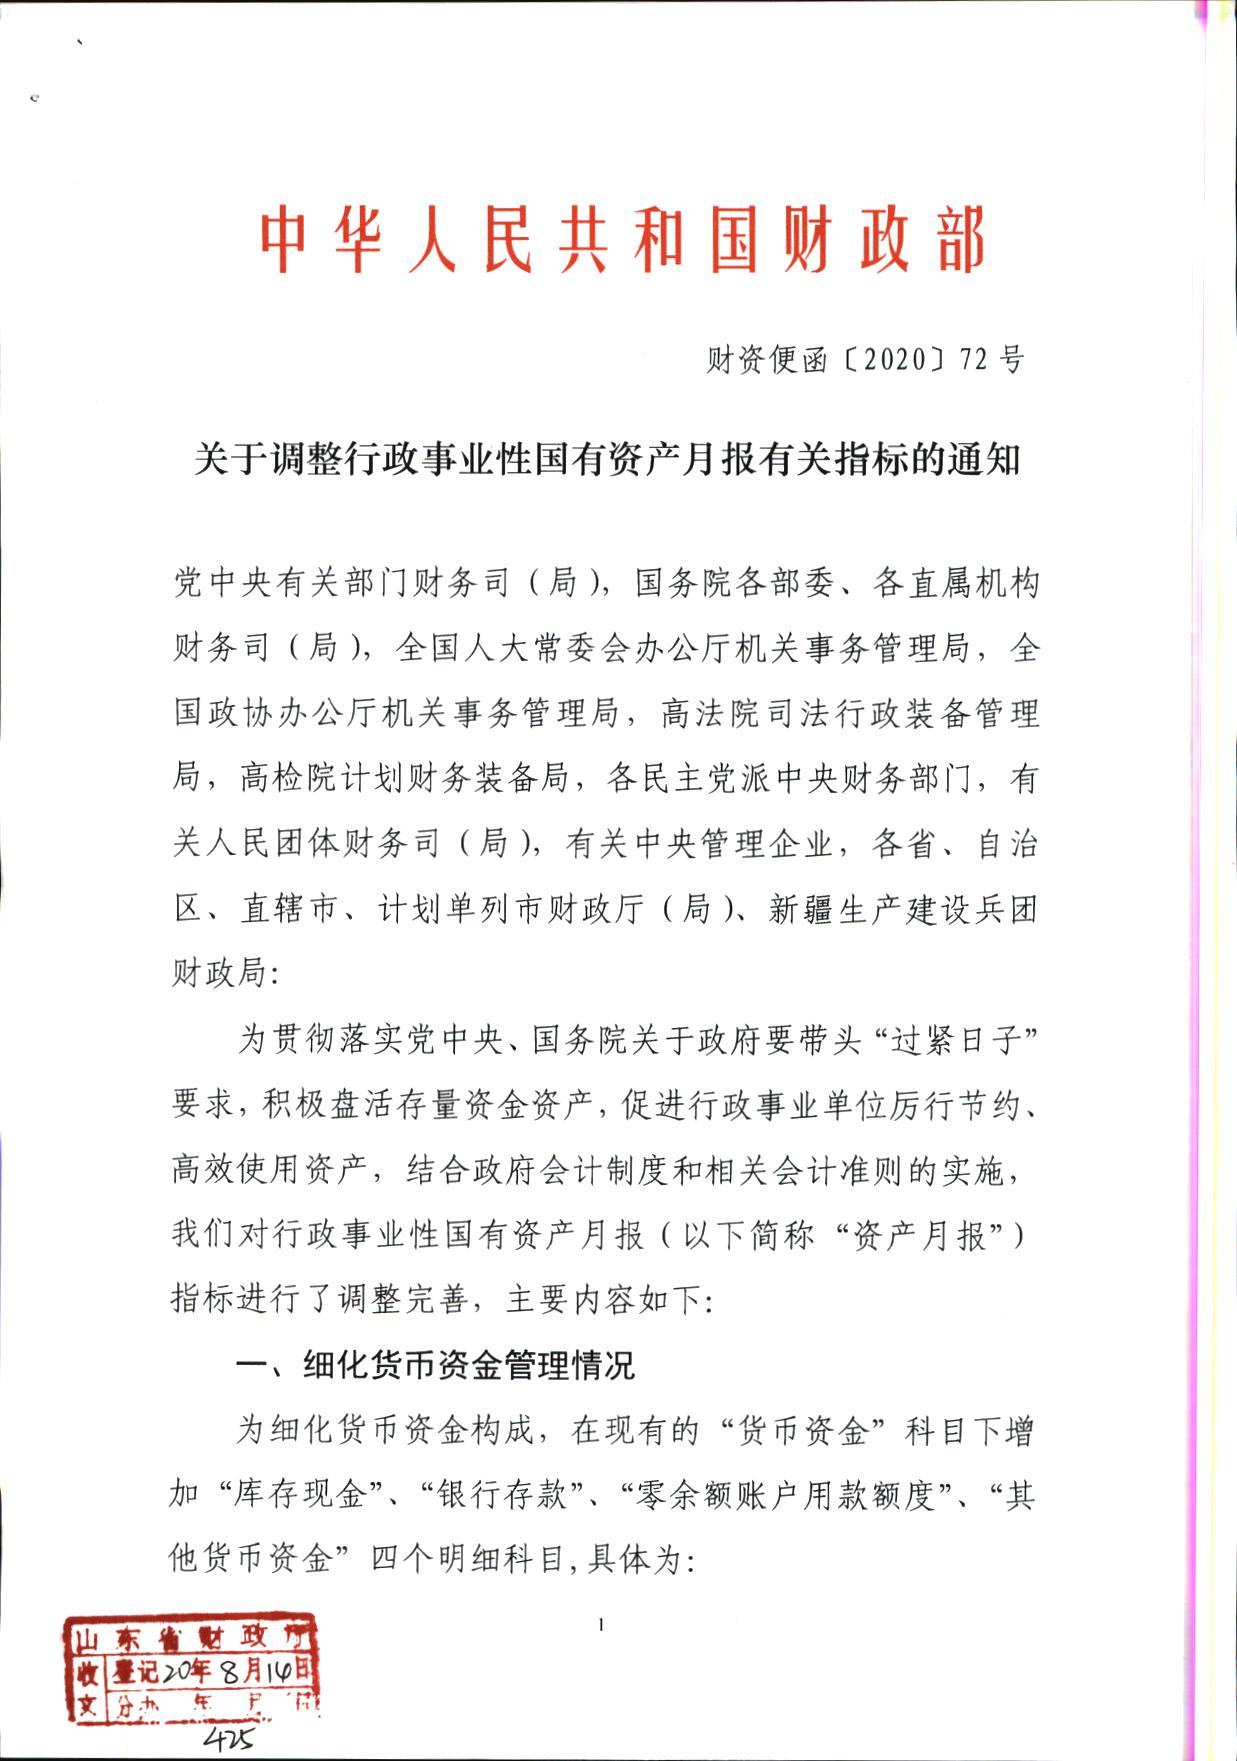 中华人民共和国财政部
财资便函〔2020〕72号
关于调整行政事业性国有资产月报有关指标的通知
党中央有关部门财务司（局），国务院各部委、各直属机构
财务司（局），全国人大常委会办公厅机关事务管理局，全
国政协办公厅机关事务管理局，高法院司法行政装备管理
局，高检院计划财务装备局，各民主党派中央财务部门，有
关人民团体财务司（局），有关中央管理企业，各省、自治
区、直辖市、计划单列市财政厅（局）、新疆生产建设兵团
财政局：
为贯彻落实党中央、国务院关于政府要带头“过紧日子”
要求，积极盘活存量资金资产，促进行政事业单位厉行节约、
高效使用资产，结合政府会计制度和相关会计准则的实施，
我们对行政事业性国有资产月报（以下简称“资产月报”）
指标进行了调整完善，主要内容如下：
一、细化货币资金管理情况
为细化货币资金构成，在现有的“货币资金”科目下增
加“库存现金”、“银行存款”、“零余额账户用款额度”、“其
他货币资金”四个明细科目，具体为：
1
山东省财政厅
收文
登记20年8月14日
分办 年 月 日
425